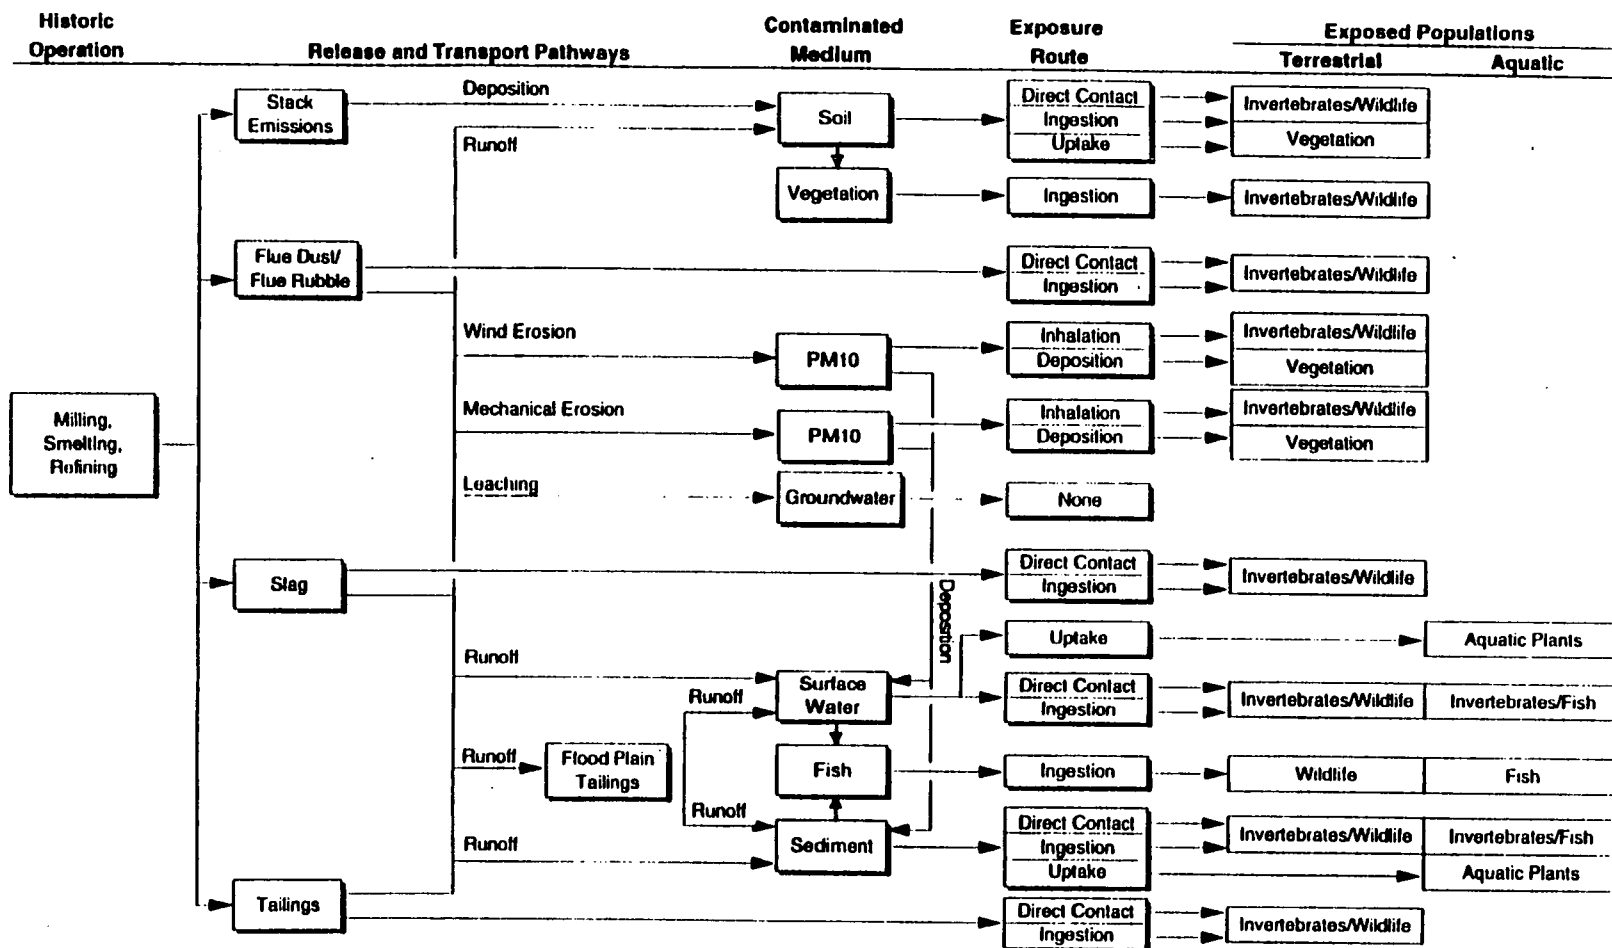 Historic
Operation
Release and Transport Pathways
Contaminated
Medium
Exposure
Route
Exposed Populations
Terrestrial
Aquatic
Stack
Emissions
Deposition
Runoff
Soil
Direct Contact
Ingestion
Uptake
Invertebrates/Wildlife
Vegetation
Vegetation
Ingestion
Invertebrates/Wildlife
Flue Dust/
Flue Rubble
Direct Contact
Ingestion
Invertebrates/Wildlife
Wind Erosion
PM10
Inhalation
Deposition
Invertebrates/Wildlife
Vegetation
Milling,
Smelting,
Refining
Mechanical Erosion
PM10
Inhalation
Deposition
Invertebrates/Wildlife
Vegetation
Leaching
Groundwater
None
Slag
Direct Contact
Ingestion
Invertebrates/Wildlife
Deposition
Uptake
Aquatic Plants
Runoff
Runoff
Surface
Water
Direct Contact
Ingestion
Invertebrates/Wildlife
Invertebrates/Fish
Runoff
Flood Plain
Tailings
Fish
Ingestion
Wildlife
Fish
Runoff
Runoff
Sediment
Direct Contact
Ingestion
Uptake
Invertebrates/Wildlife
Invertebrates/Fish
Aquatic Plants
Tailings
Direct Contact
Ingestion
Invertebrates/Wildlife